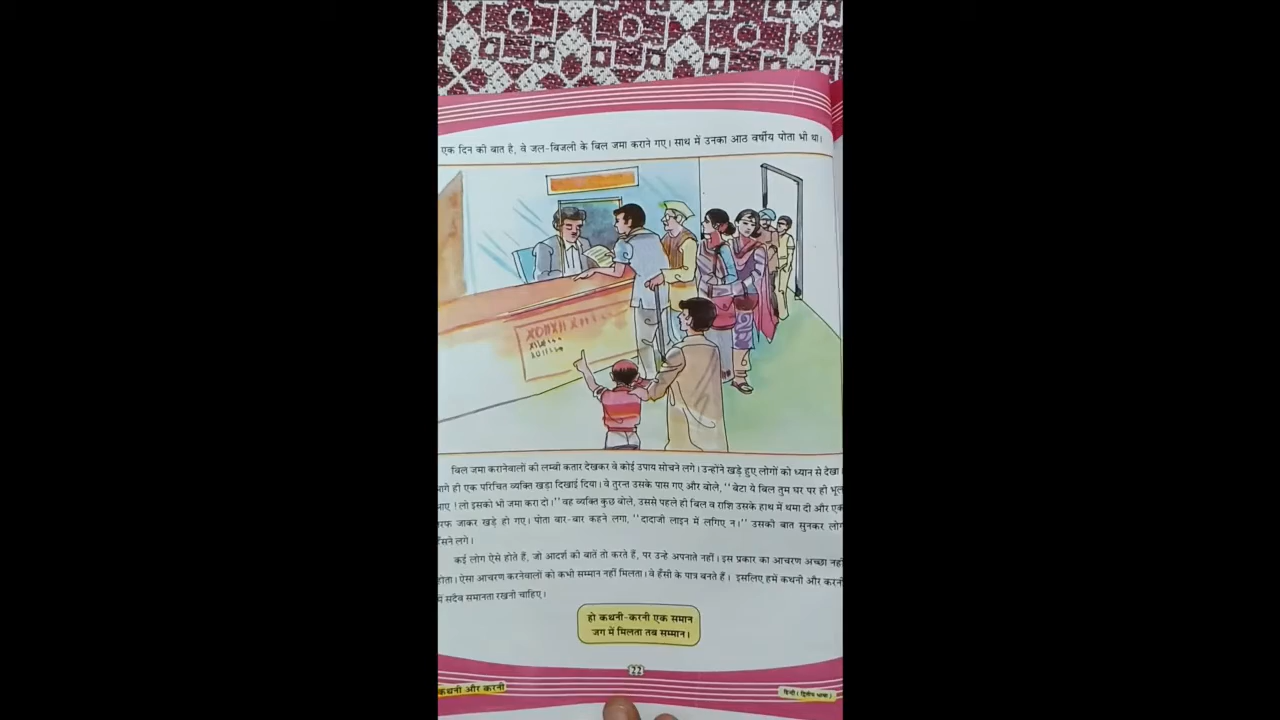 एक दिन की बात है, वे जल-बिजली के बिल जमा कराने गए। साथ में उनका आठ वर्षीय पोता भी था।
बिल जमा करानेवालों की लम्बी कतार देखकर वे कोई उपाय सोचने लगे। उन्होंने खड़े हुए लोगों को ध्यान से देखा।
ही एक परिचित व्यक्ति खड़ा दिखाई दिया। वे तुरन्त उसके पास गए और बोले, "बेटा ये बिल तुम घर पर ही भूल
! लो इसको भी जमा करा दो।" वह व्यक्ति कुछ बोले, उससे पहले ही बिल व राशि उसके हाथ में थमा दी और एक
जाकर खड़े हो गए। पोता बार-बार कहने लगा, "दादाजी लाइन में लगिए न।" उसकी बात सुनकर लोग
हँसने लगे।
कई लोग ऐसे होते हैं, जो आदर्श की बातें तो करते हैं, पर उन्हें अपनाते नहीं। इस प्रकार का आचरण अच्छा नहीं
होता। ऐसा आचरण करनेवालों को कभी सम्मान नहीं मिलता। वे हँसी के पात्र बनते हैं। इसलिए हमें कथनी और करनी
में सदैव समानता रखनी चाहिए।
हो कथनी-करनी एक समान
जग में मिलता तब सम्मान।
22
कथनी और करनी
हिन्दी (द्वितीय भाषा)